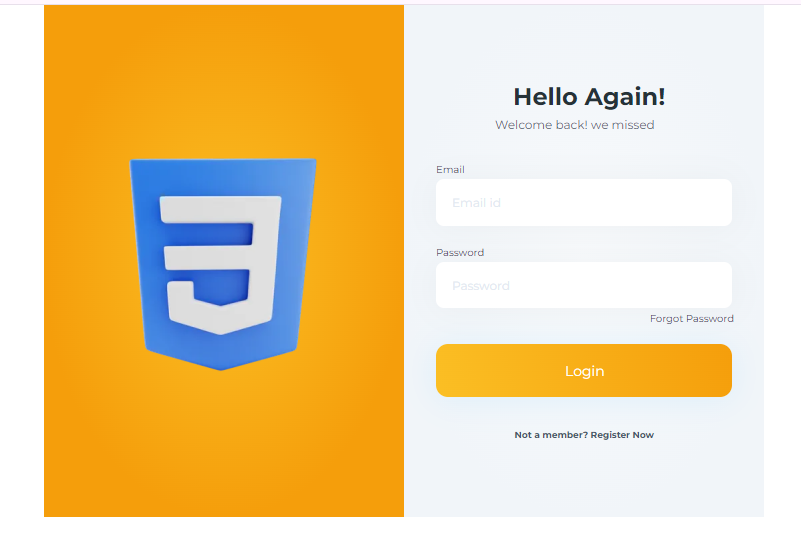 3
Hello Again!
Welcome back! we missed
Email
Email id
Password
Password
Forgot Password
Login
Not a member? Register Now